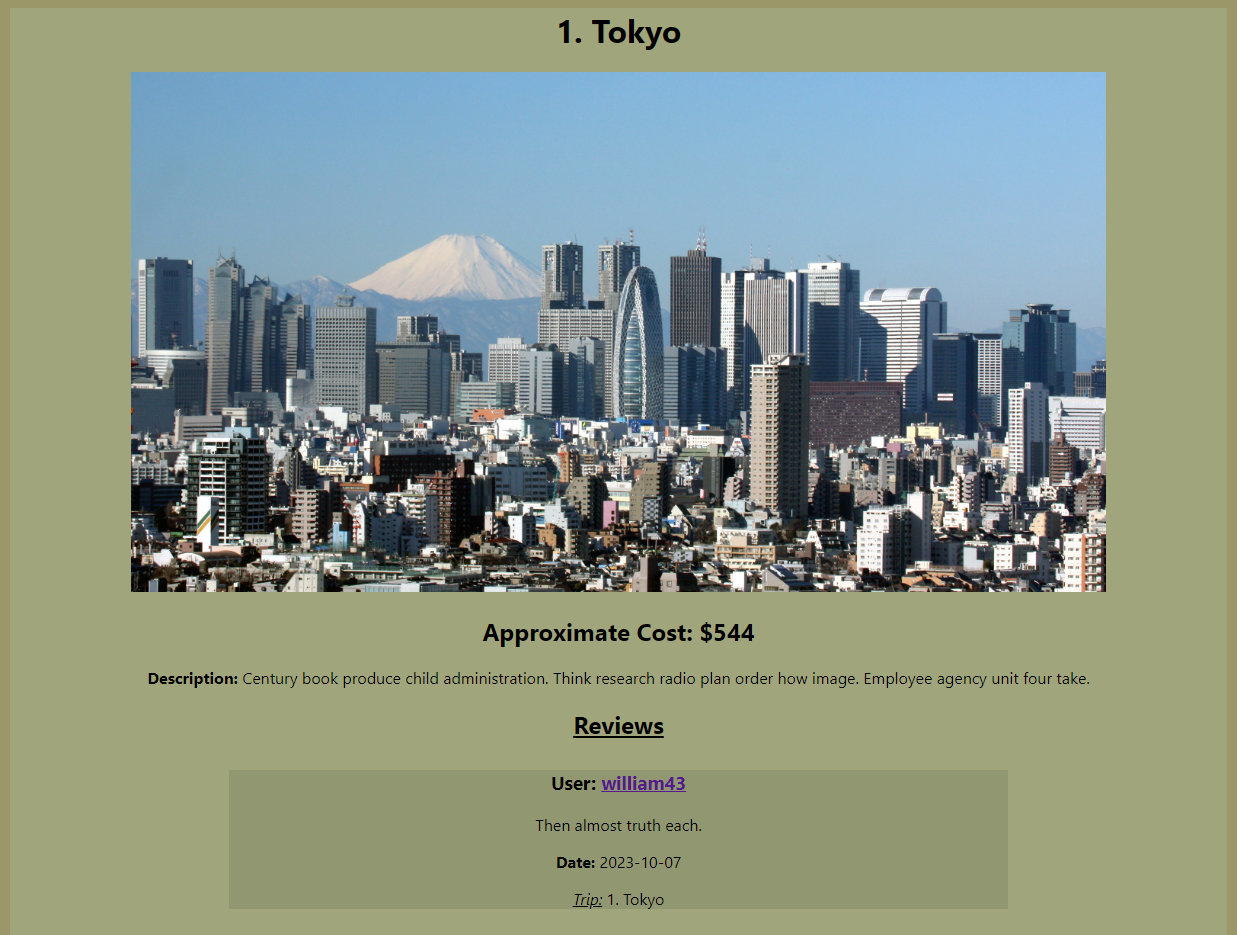 1. Tokyo
Approximate Cost: $544
Description: Century book produce child administration. Think research radio plan order how image. Employee agency unit four take.
Reviews
User: william43
Then almost truth each.
Date: 2023-10-07
Trip: 1. Tokyo